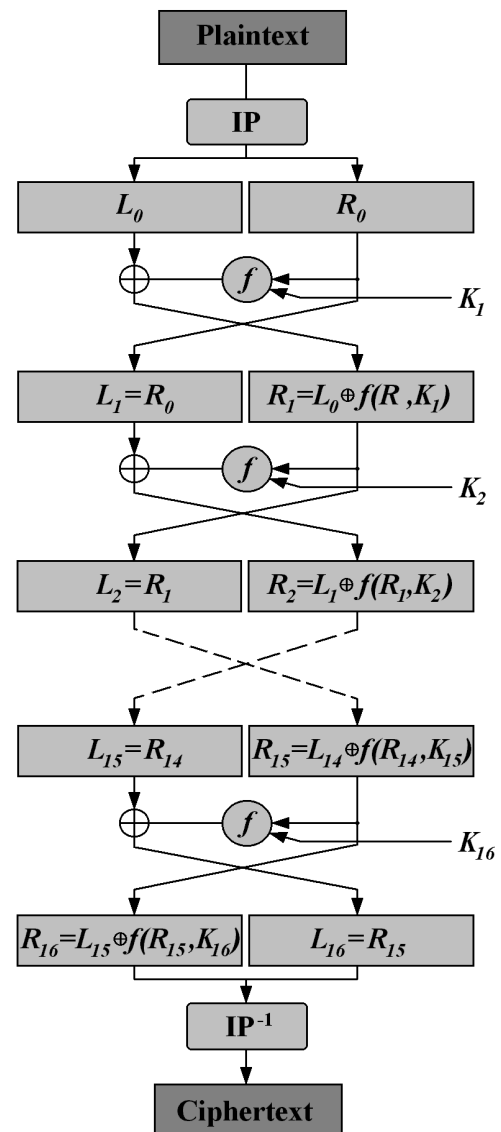 Plaintext
IP
L₀
R₀
f
K₁
L₁=R₀
R₁=L₀⊕f(R ,K₁)
f
K₂
L₂=R₁
R₂=L₁⊕f(R₁,K₂)
L₁₅=R₁₄
R₁₅=L₁₄⊕f(R₁₄,K₁₅)
f
K₁₆
R₁₆=L₁₅⊕f(R₁₅,K₁₆)
L₁₆=R₁₅
IP⁻¹
Ciphertext